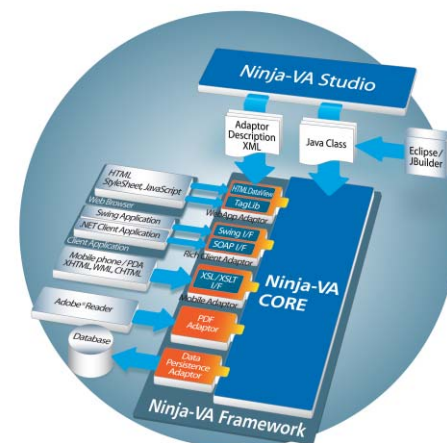 Ninja-VA Studio
Adaptor
Description
XML
Java Class
Eclipse/
JBuilder
HTML
StyleSheet, JavaScript
Web Browser
Swing Application
.NET Client Application
Client Application
Mobile phone / PDA
XHTML, WML, CHTML
Adobe® Reader
Database
HTMLDataView
TagLib
WebApp Adaptor
Swing I/F
SOAP I/F
Rich Client Adaptor
XSL/XSLT
I/F
Mobile Adaptor
PDF
Adaptor
Data
Persistence
Adaptor
Ninja-VA
CORE
Ninja-VA Framework